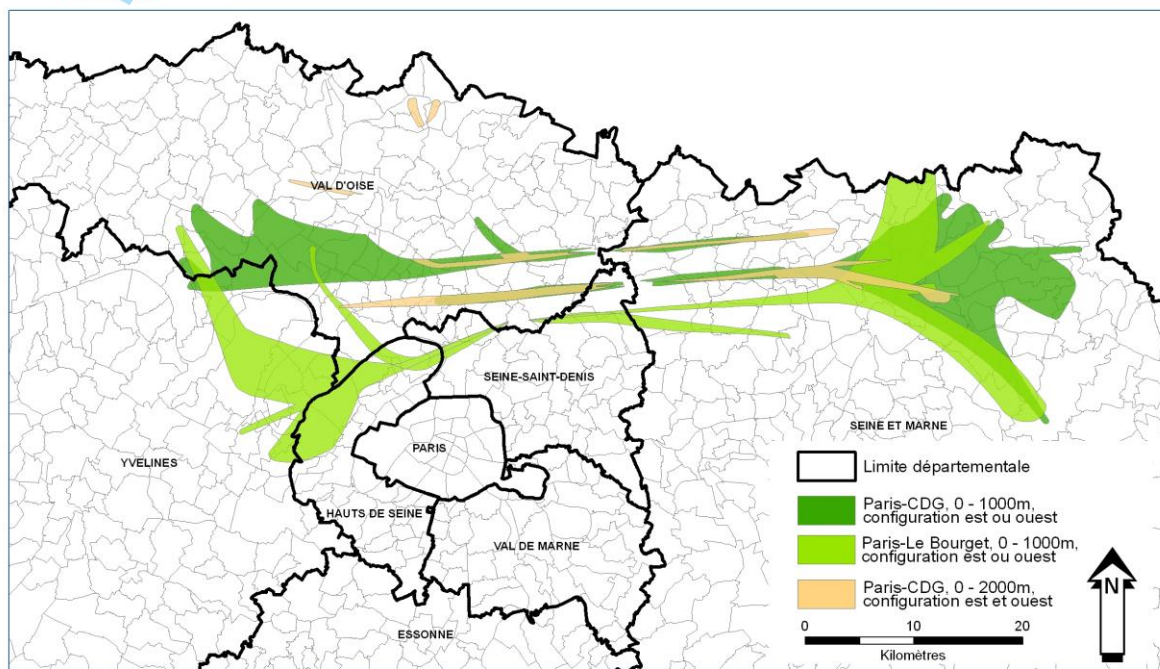 VAL D'OISE
SEINE-SAINT-DENIS
PARIS
YVELINES
SEINE ET MARNE
HAUTS DE SEINE
VAL DE MARNE
ESSONNE
Limite départementale
Paris-CDG, 0 - 1000m,
configuration est ou ouest
Paris-Le Bourget, 0 - 1000m,
configuration est ou ouest
Paris-CDG, 0 - 2000m,
configuration est et ouest
0 10 20
Kilomètres
N